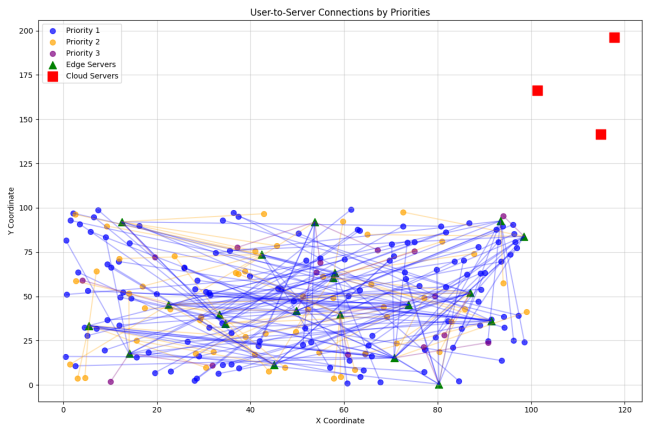 User-to-Server Connections by Priorities
Priority 1
Priority 2
Priority 3
Edge Servers
Cloud Servers
Y Coordinate
200
175
150
125
100
75
50
25
0
0
20
40
60
80
100
120
X Coordinate